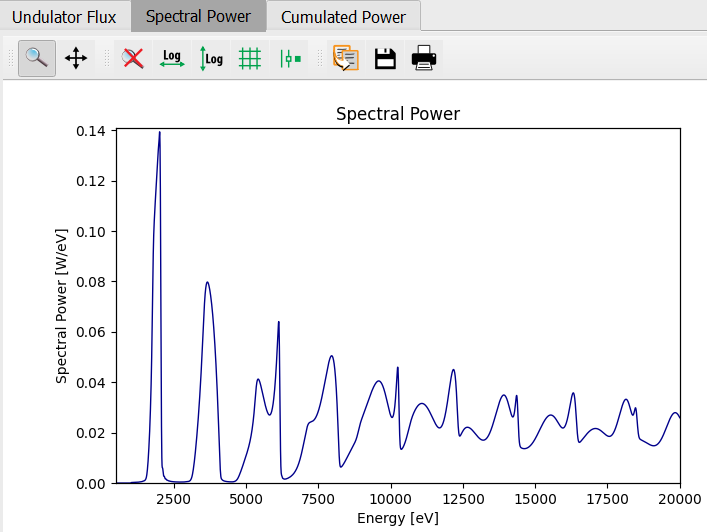 Undulator Flux Spectral Power Cumulated Power
Log Log
Spectral Power
0.14
0.12
0.10
0.08
0.06
0.04
0.02
0.00
Spectral Power [W/eV]
2500 5000 7500 10000 12500 15000 17500 20000
Energy [eV]